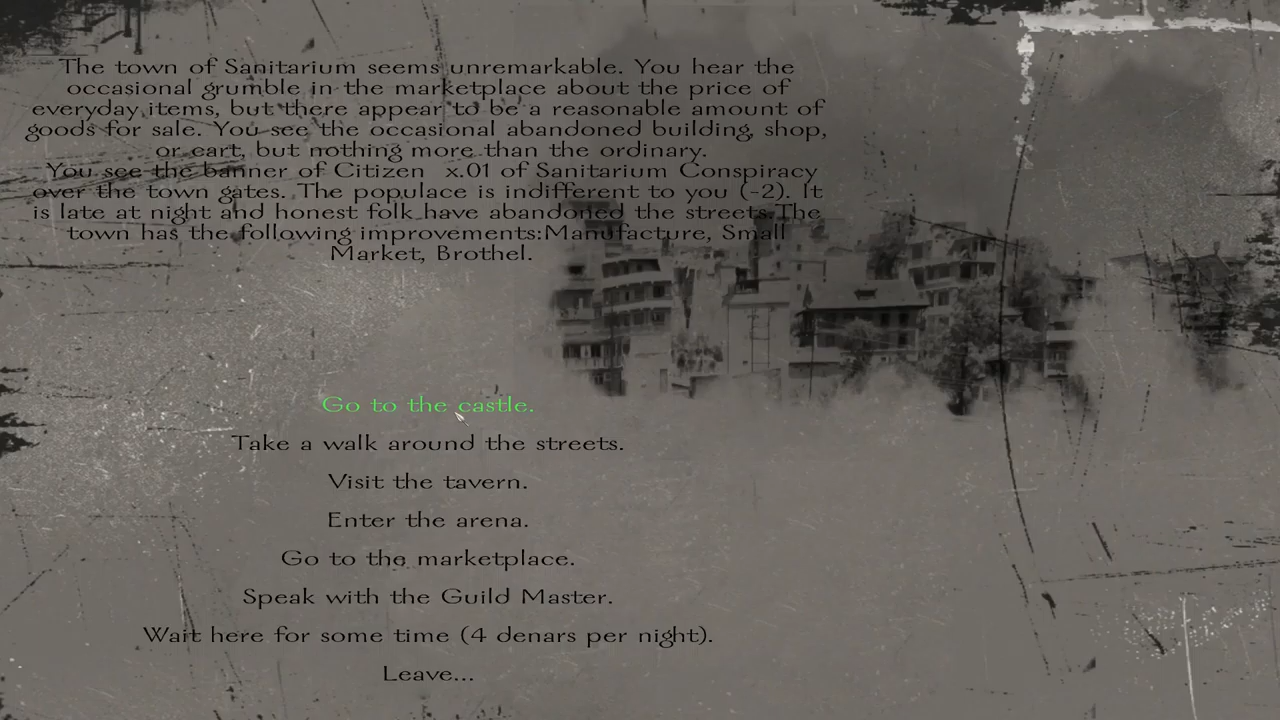 The town of Sanitarium seems unremarkable. You hear the
occasional grumble in the marketplace about the price of
everyday items, but there appear to be a reasonable amount of
goods for sale. You see the occasional abandoned building, shop,
or cart, but nothing more than the ordinary.
You see the banner of Citizen x.01 of Sanitarium Conspiracy
over the town gates. The populace is indifferent to you (-2). It
is late at night and honest folk have abandoned the streets.The
town has the following improvements:Manufacture, Small
Market, Brothel.
Go to the castle.
Take a walk around the streets.
Visit the tavern.
Enter the arena.
Go to the marketplace.
Speak with the Guild Master.
Wait here for some time (4 denars per night).
Leave...